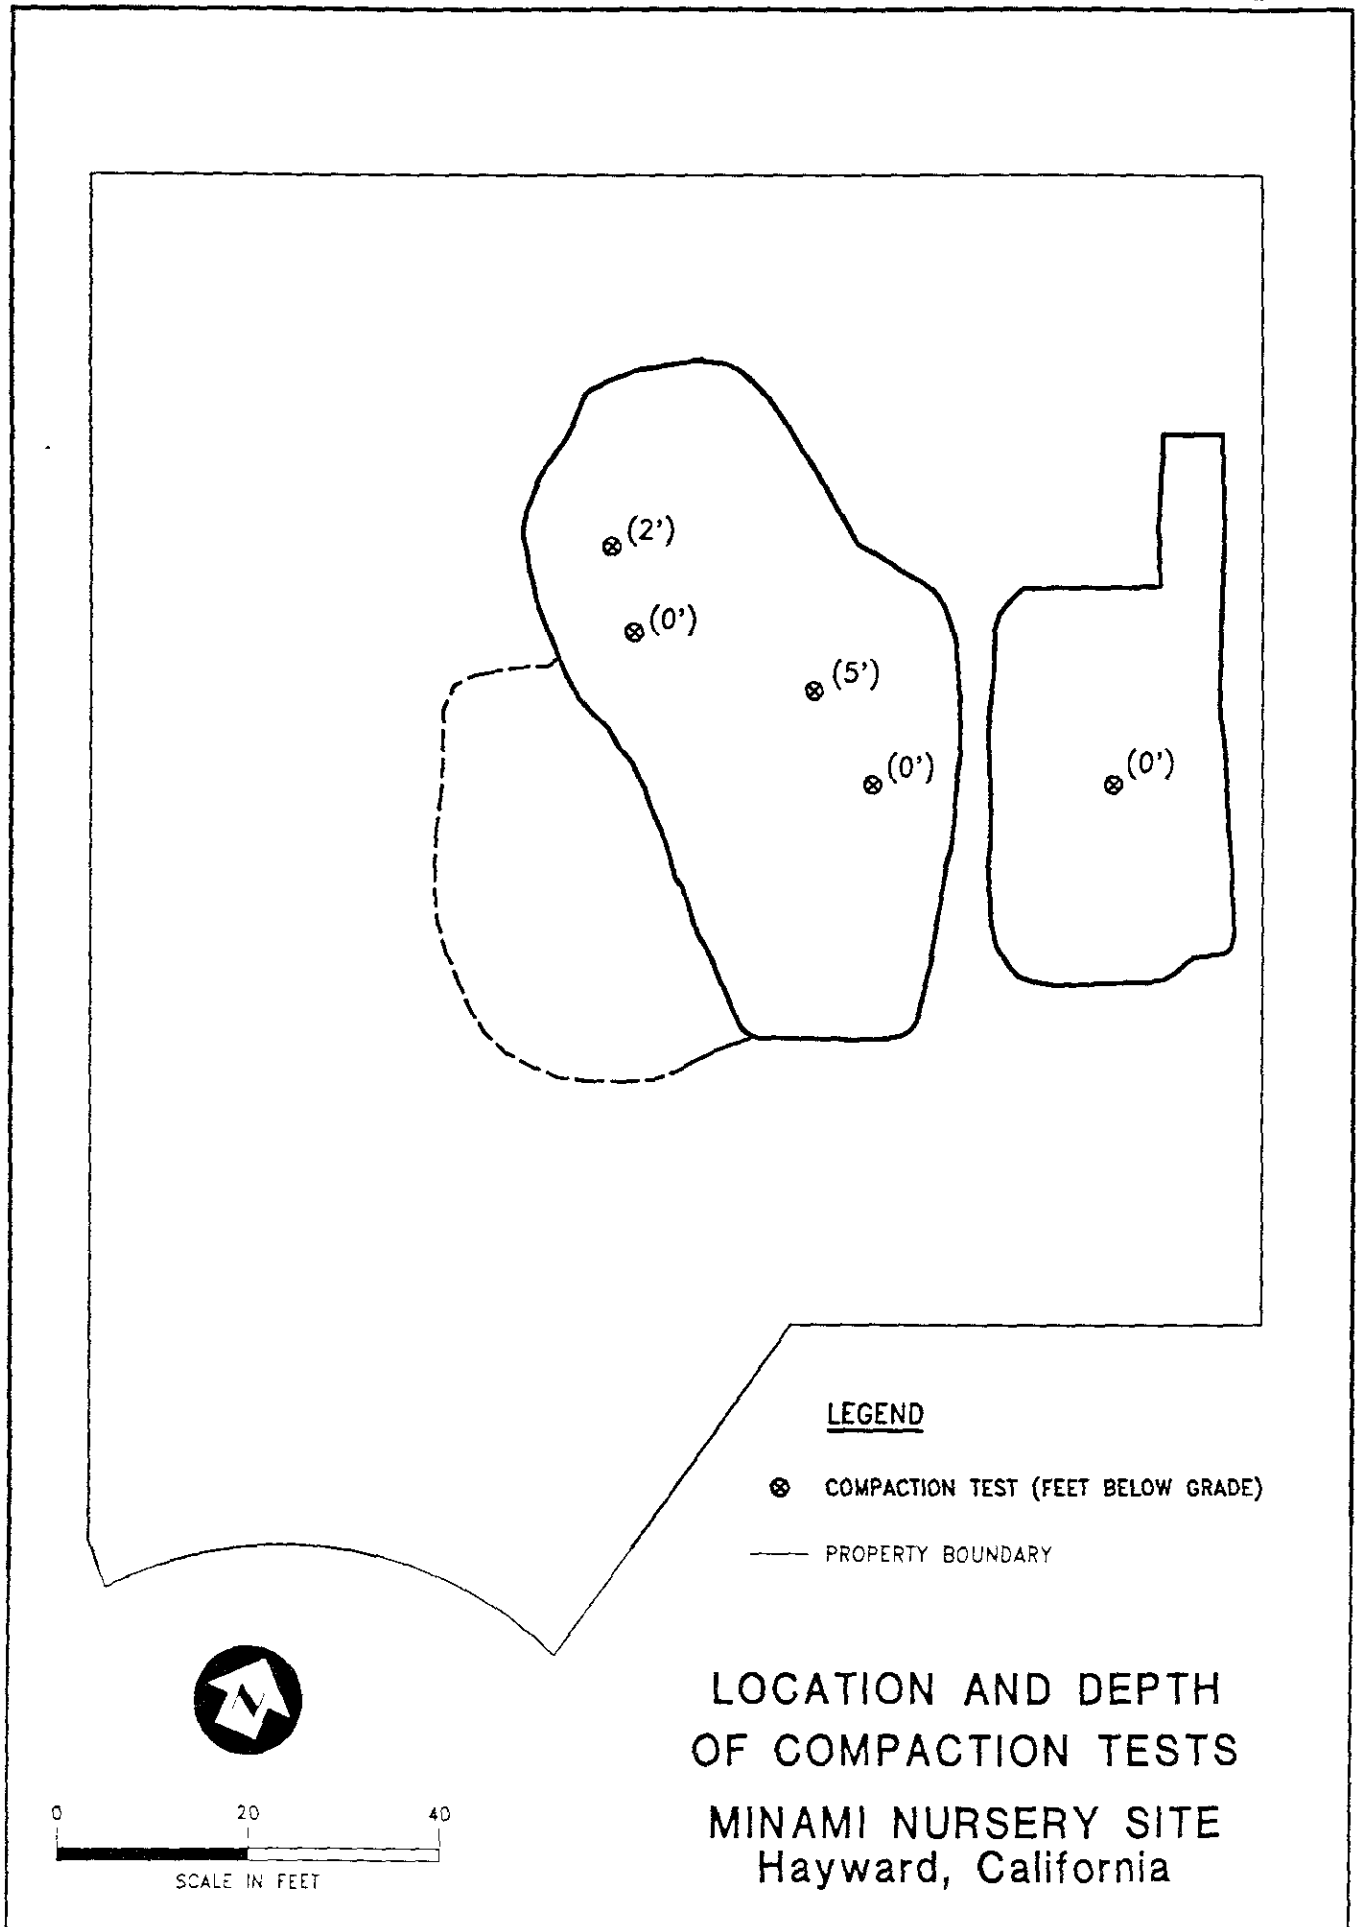 (2')
(0')
(5')
(0')
(0')
LEGEND
⊗ COMPACTION TEST (FEET BELOW GRADE)
PROPERTY BOUNDARY
N
LOCATION AND DEPTH
OF COMPACTION TESTS
MINAMI NURSERY SITE
Hayward, California
0 20 40
SCALE IN FEET